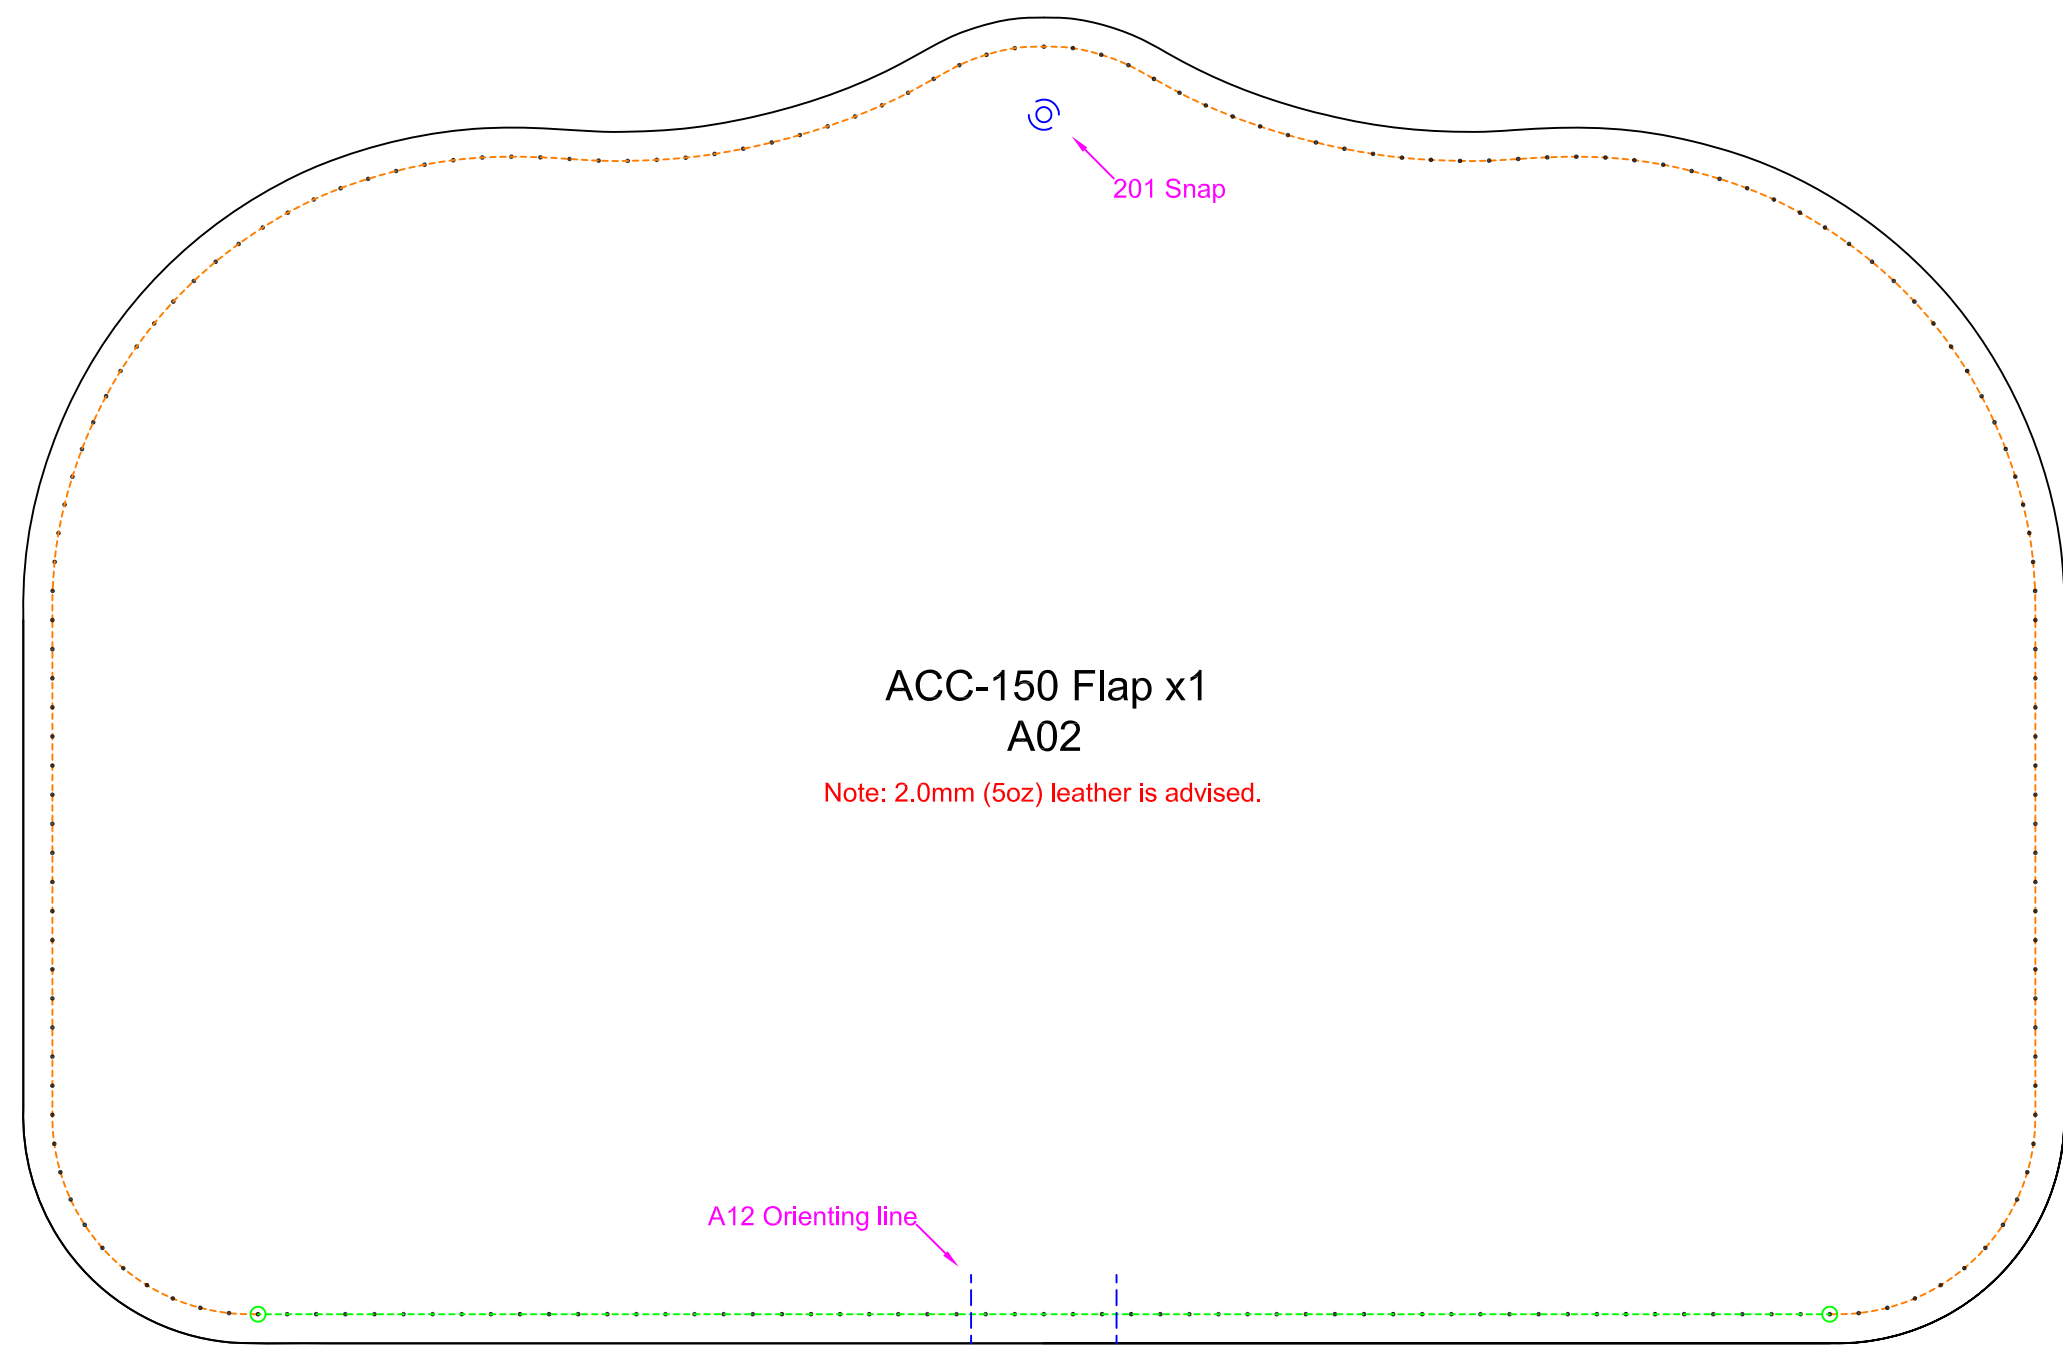 201 Snap
ACC-150 Flap x1
A02
Note: 2.0mm (5oz) leather is advised.
A12 Orienting line